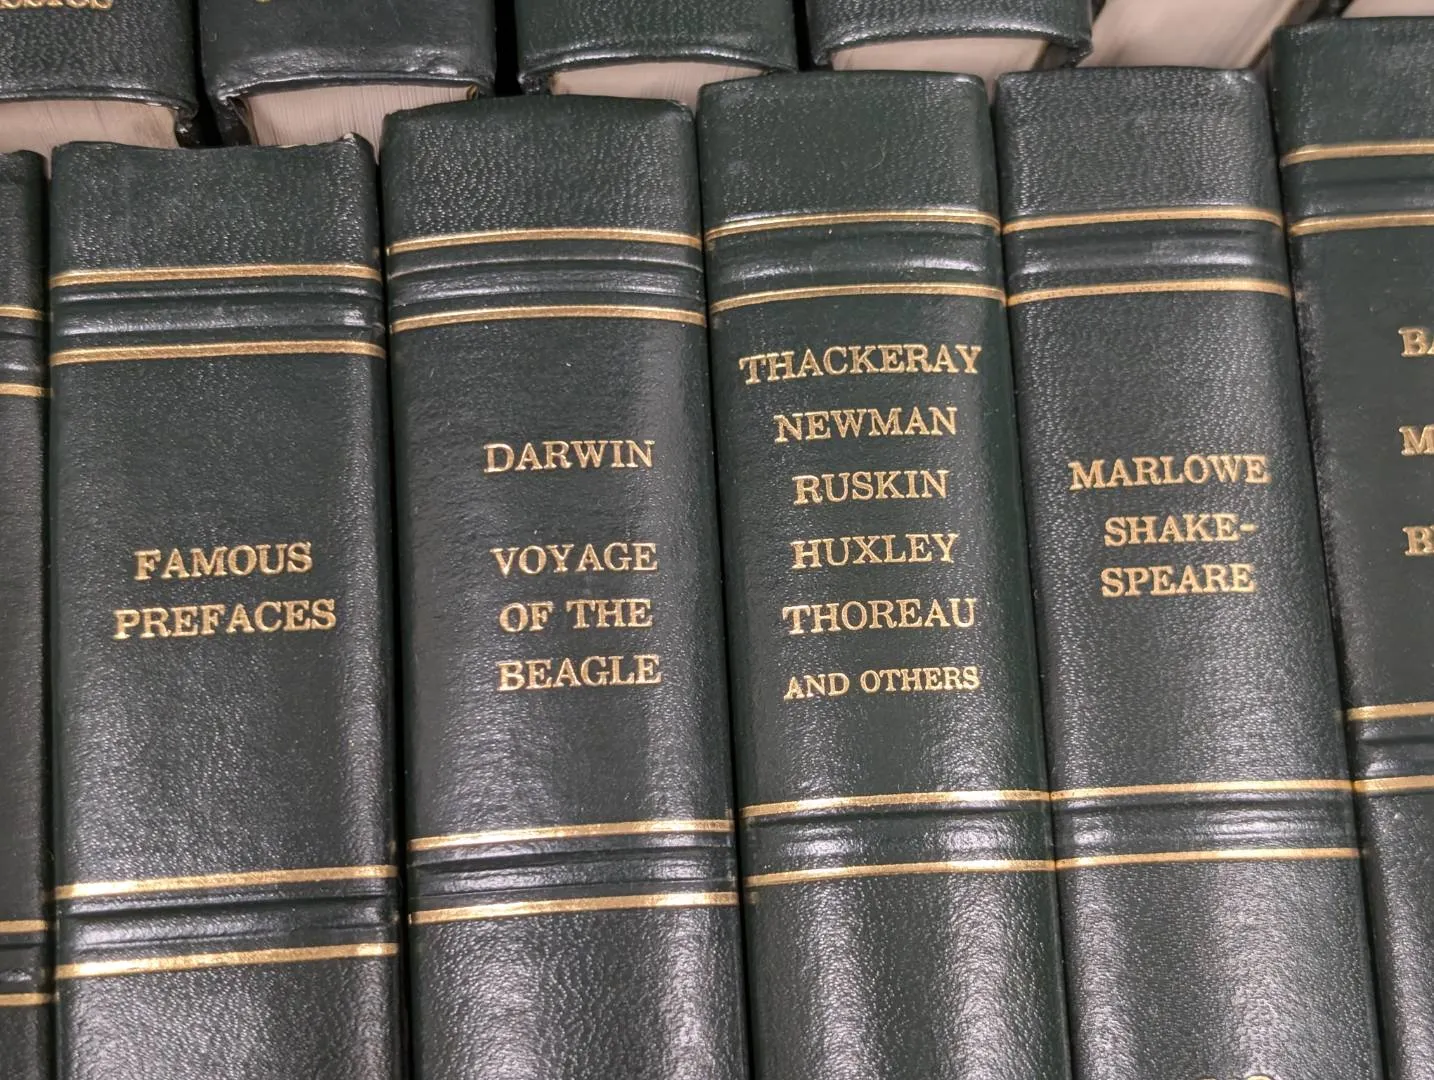 FAMOUS
PREFACES
DARWIN
VOYAGE
OF THE
BEAGLE
THACKERAY
NEWMAN
RUSKIN
HUXLEY
THOREAU
AND OTHERS
MARLOWE
SHAKE-
SPEARE